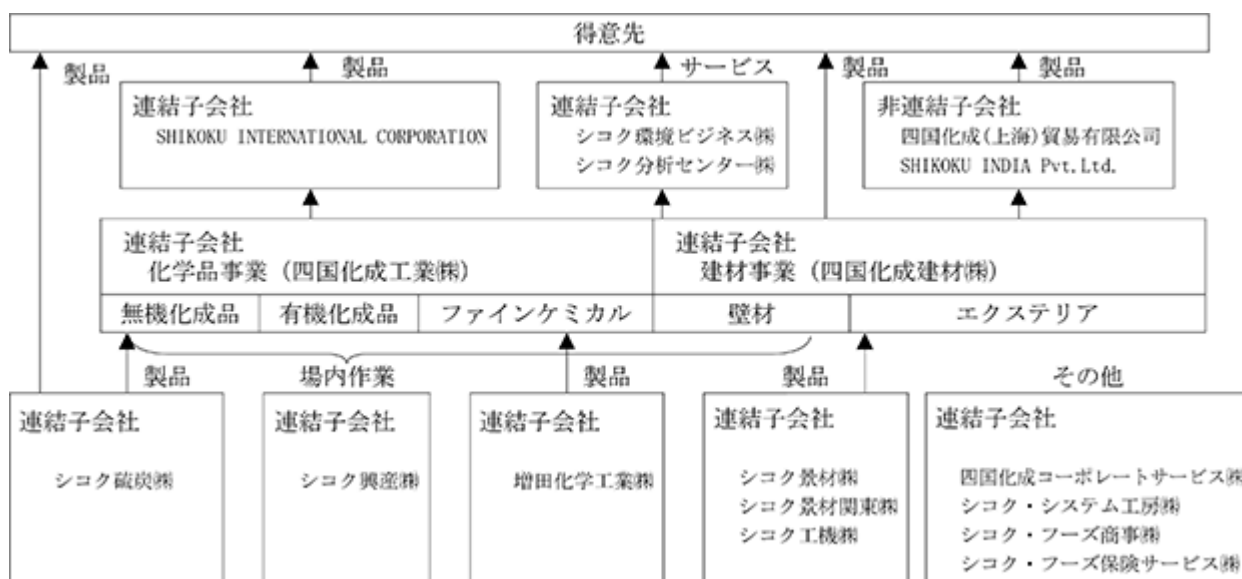 得意先
製品
製品
サービス
製品
製品
連結子会社
SHIKOKU INTERNATIONAL CORPORATION
連結子会社
シコク環境ビジネス㈱
シコク分析センター㈱
非連結子会社
四国化成(上海)貿易有限公司
SHIKOKU INDIA Pvt.Ltd.
連結子会社
化学品事業(四国化成工業㈱)
連結子会社
建材事業(四国化成建材㈱)
無機化成品
有機化成品
ファインケミカル
壁材
エクステリア
製品
場内作業
製品
製品
その他
連結子会社
シコク硫炭㈱
連結子会社
シコク興産㈱
連結子会社
増田化学工業㈱
連結子会社
シコク景材㈱
シコク景材関東㈱
シコク工機㈱
連結子会社
四国化成コーポレートサービス㈱
シコク・システム工房㈱
シコク・フーズ商事㈱
シコク・フーズ保険サービス㈱